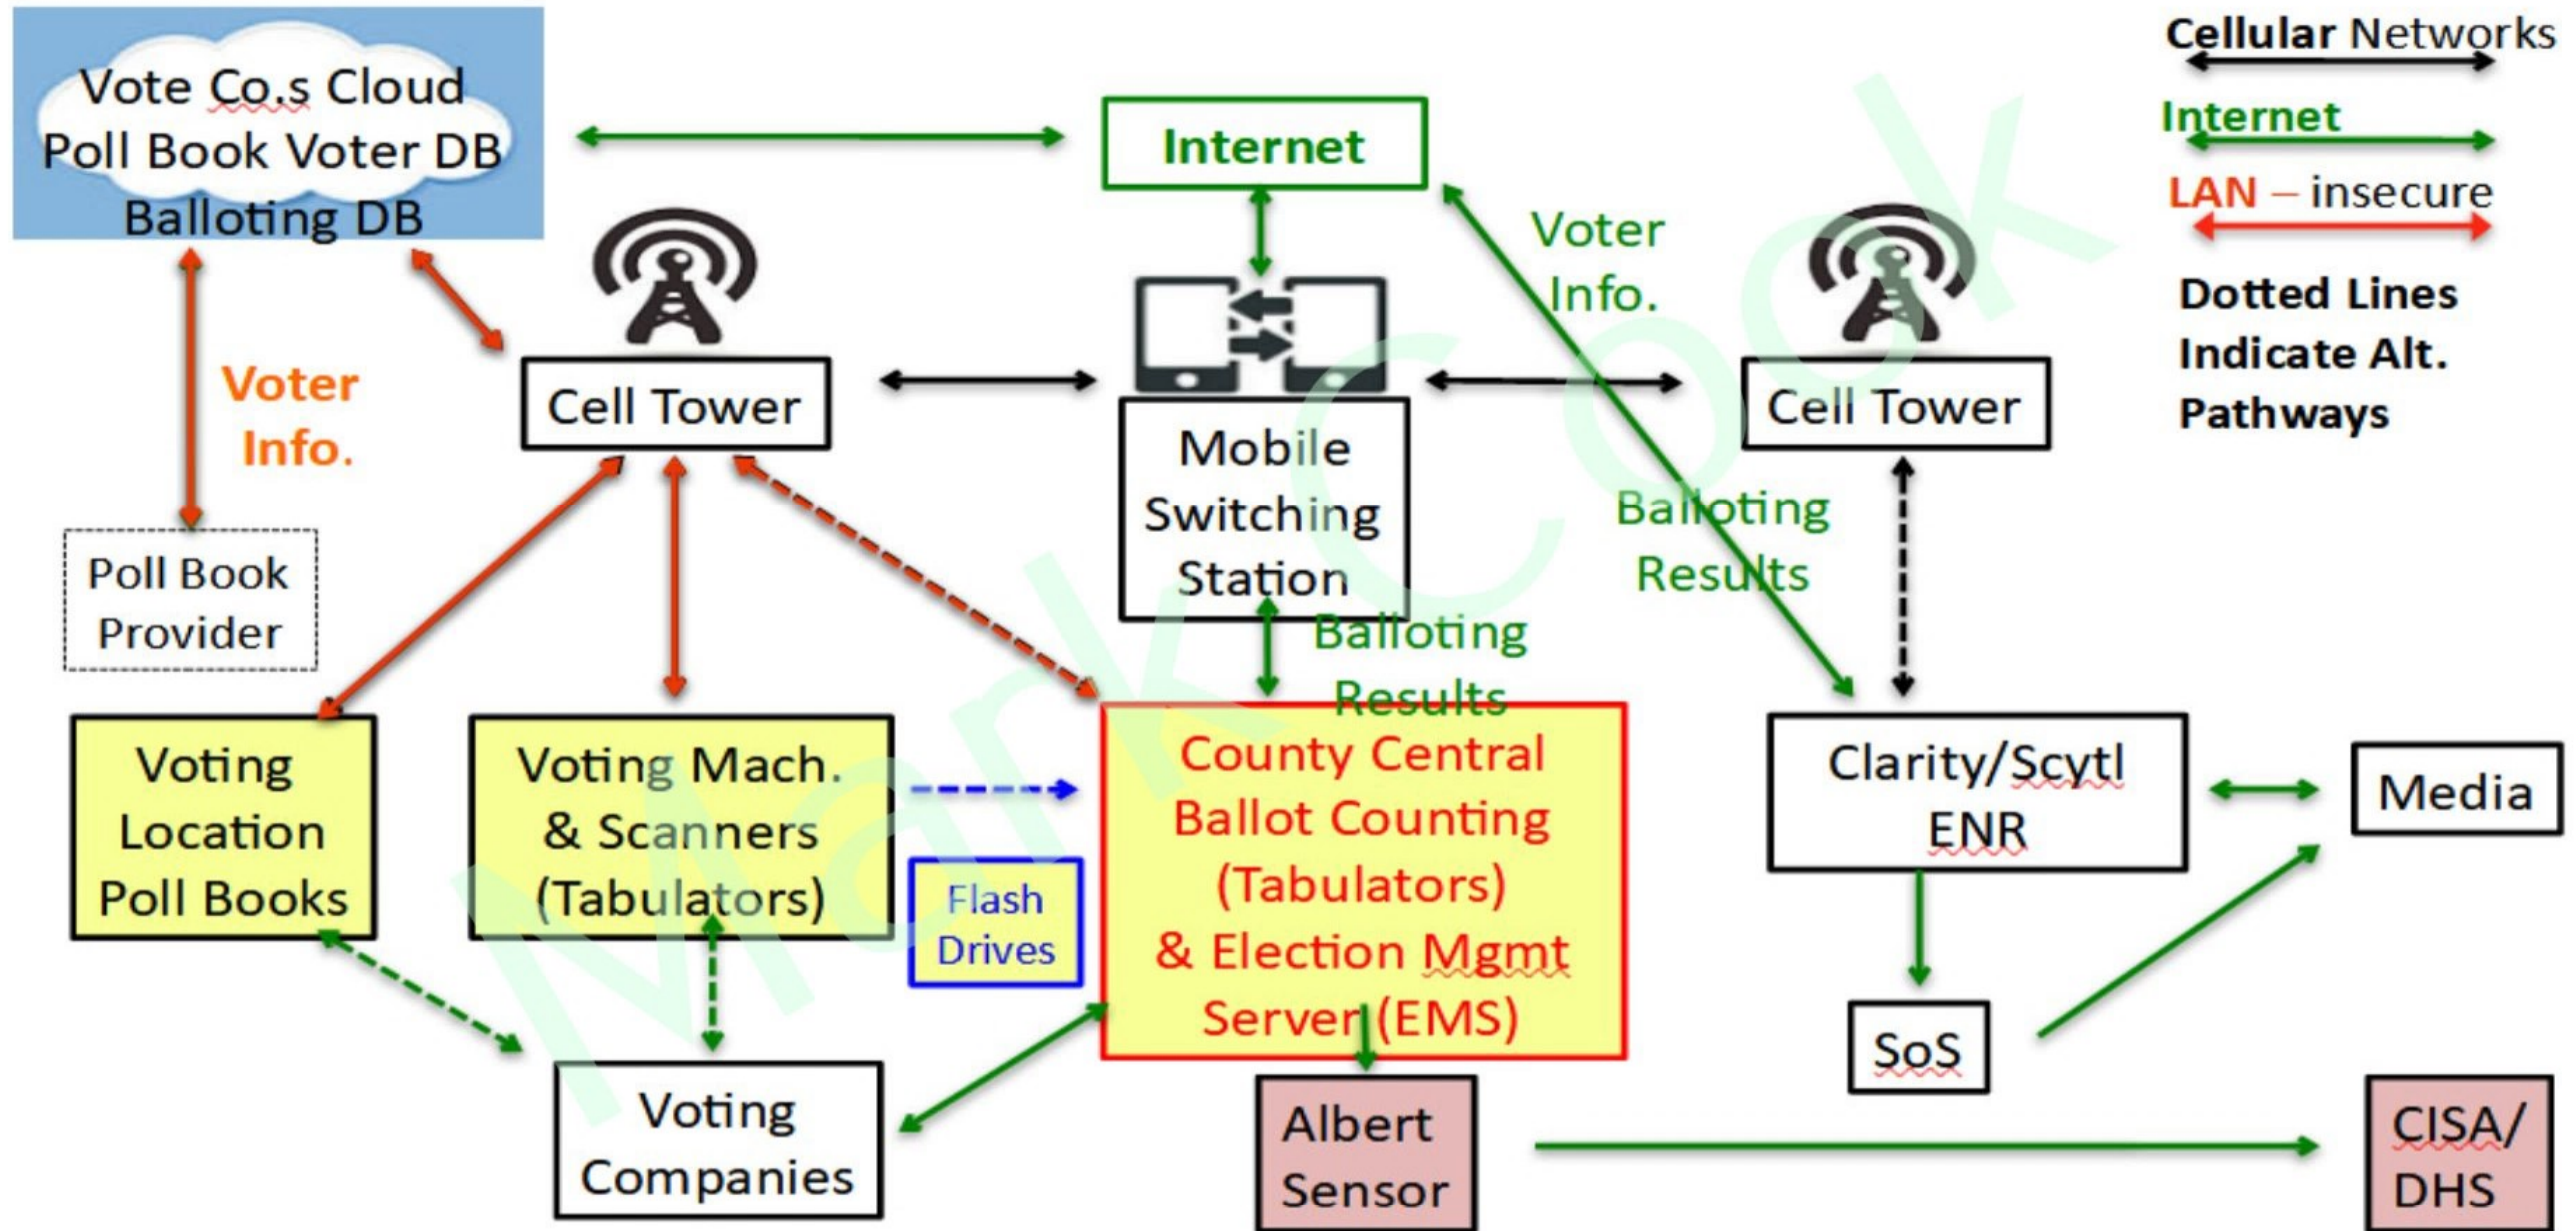 Vote Co.s Cloud
Poll Book Voter DB
Balloting DB
Internet
Cellular Networks
Internet
LAN – insecure
Dotted Lines
Indicate Alt.
Pathways
Voter
Info.
Cell Tower
Mobile
Switching
Station
Voter
Info.
Cell Tower
Balloting
Results
Balloting
Results
Poll Book
Provider
Voting
Location
Poll Books
Voting Mach.
& Scanners
(Tabulators)
Flash
Drives
County Central
Ballot Counting
(Tabulators)
& Election Mgmt
Server (EMS)
Clarity/Scytl
ENR
Media
SoS
Voting
Companies
Albert
Sensor
CISA/
DHS
Mark Cook